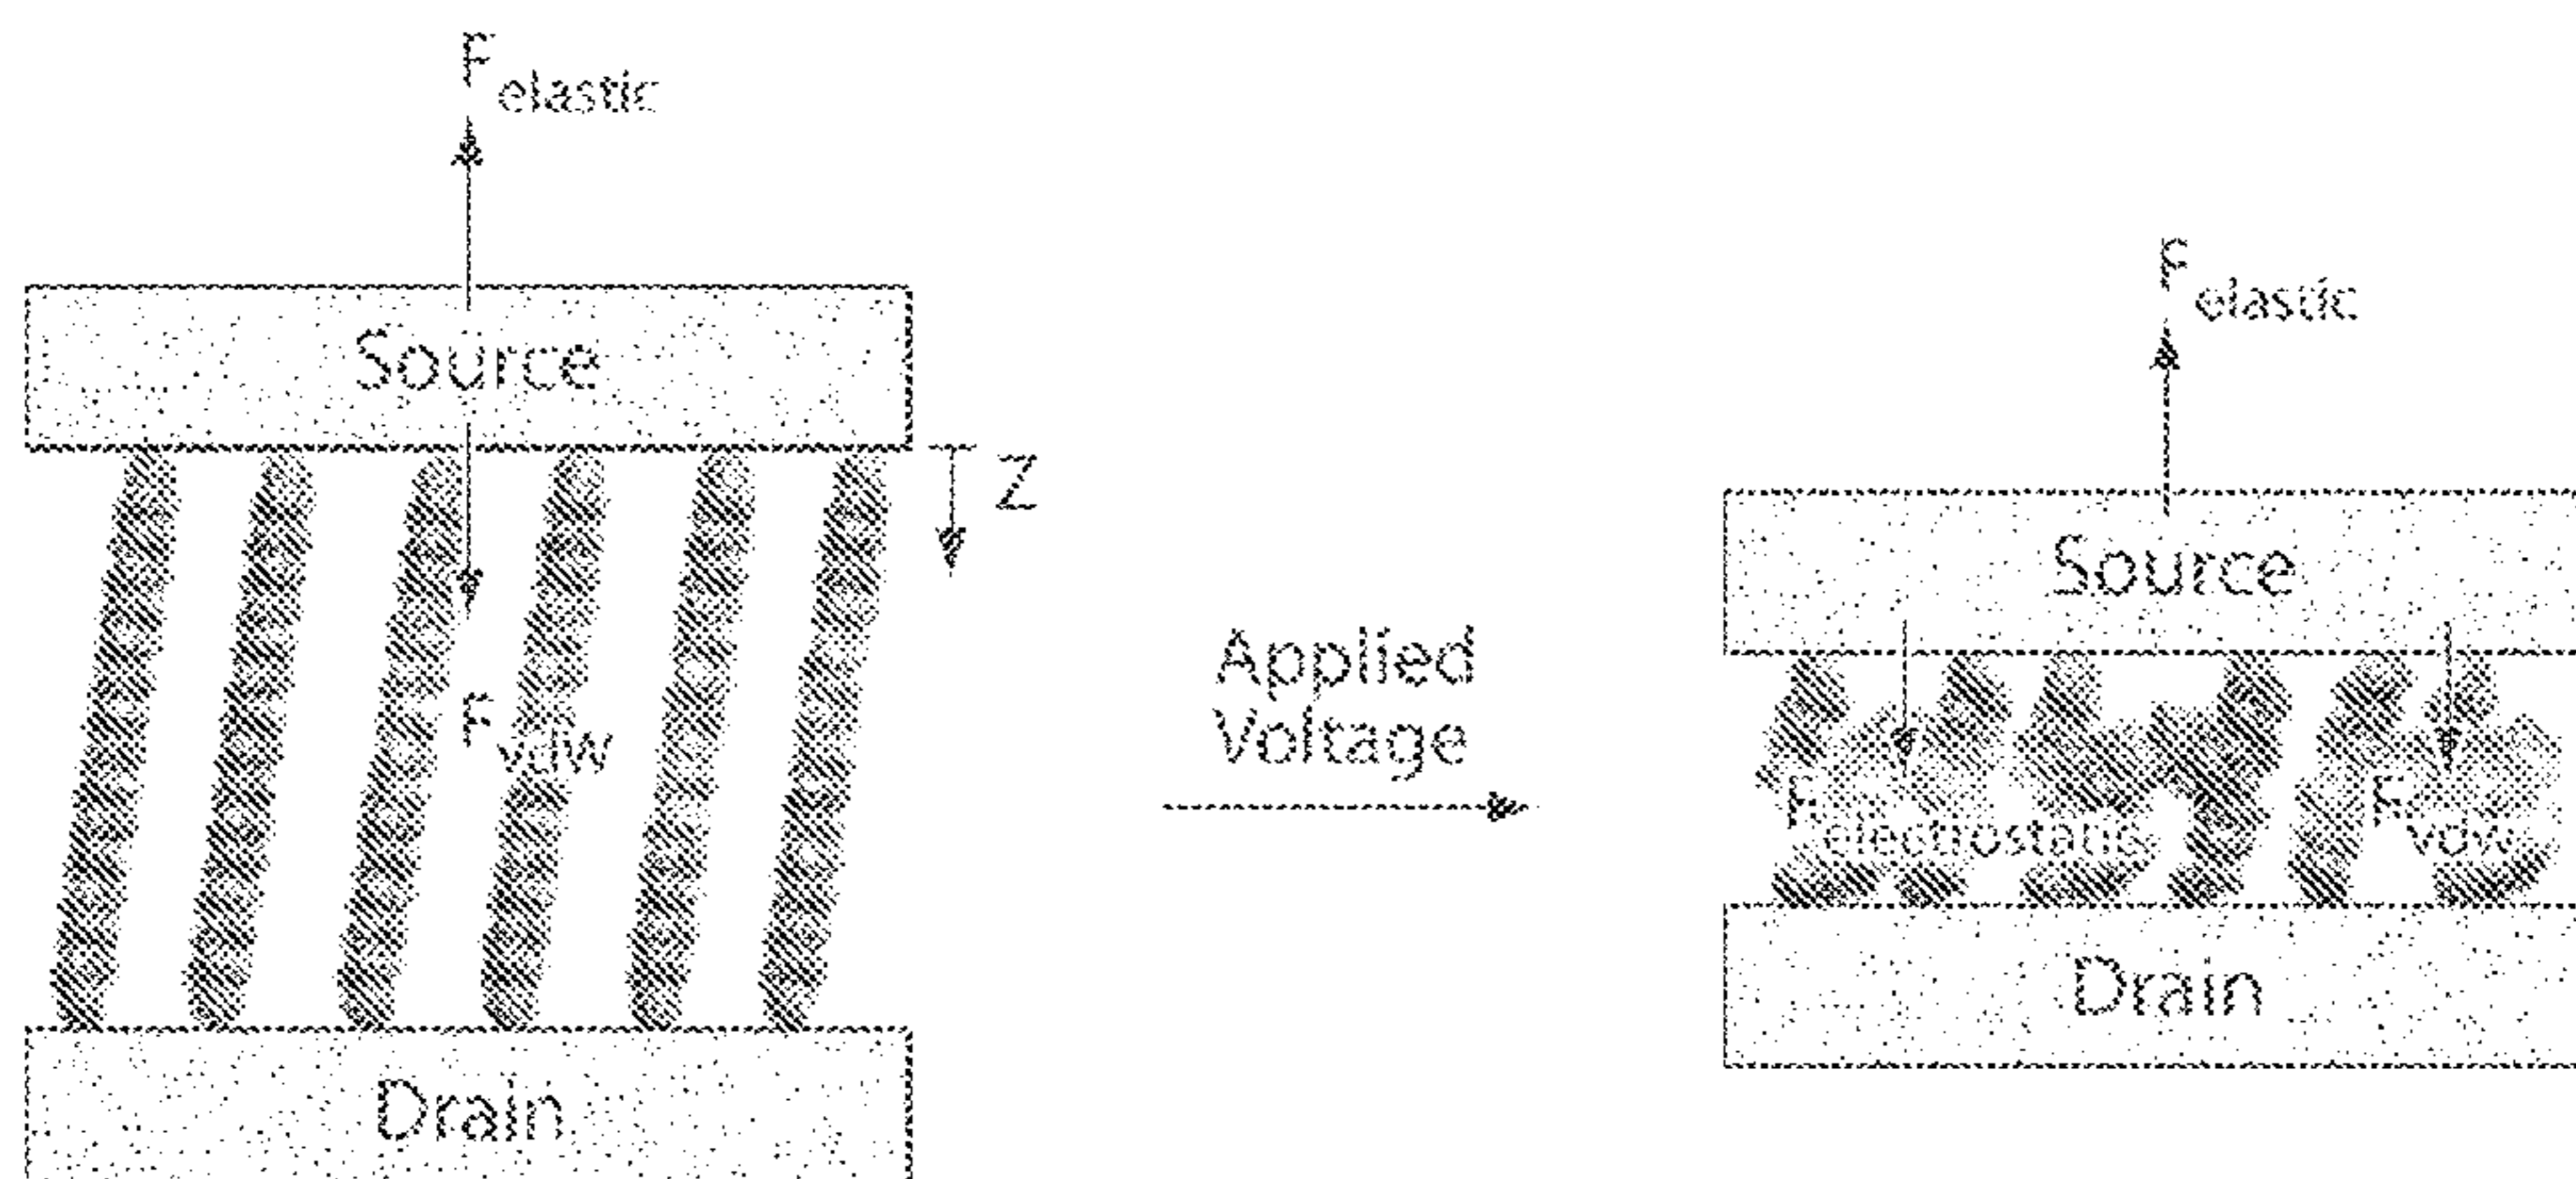 F elastic
Source
Z
F vdW
Drain
Applied
Voltage
F elastic
Source
F electrostatic
F vdW
Drain